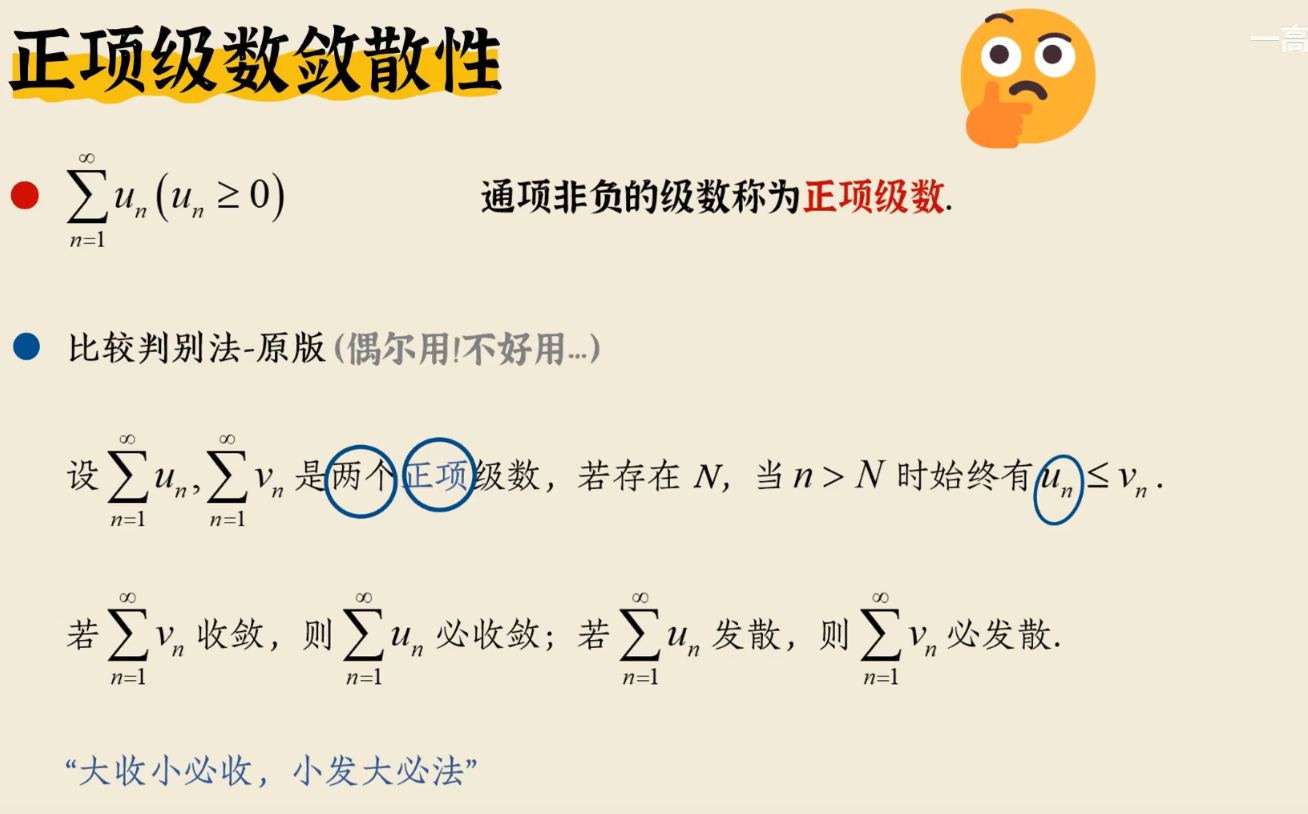 正项级数敛散性
一高
$\sum_{n=1}^{\infty} u_n (u_n \geq 0)$ 通项非负的级数称为正项级数.
比较判别法-原版(偶尔用!不好用...)
设 $\sum_{n=1}^{\infty} u_n, \sum_{n=1}^{\infty} v_n$ 是两个正项级数，若存在 N，当 $n > N$ 时始终有 $u_n \leq v_n$.
若 $\sum_{n=1}^{\infty} v_n$ 收敛，则 $\sum_{n=1}^{\infty} u_n$ 必收敛；若 $\sum_{n=1}^{\infty} u_n$ 发散，则 $\sum_{n=1}^{\infty} v_n$ 必发散.
“大收小必收，小发大必法”